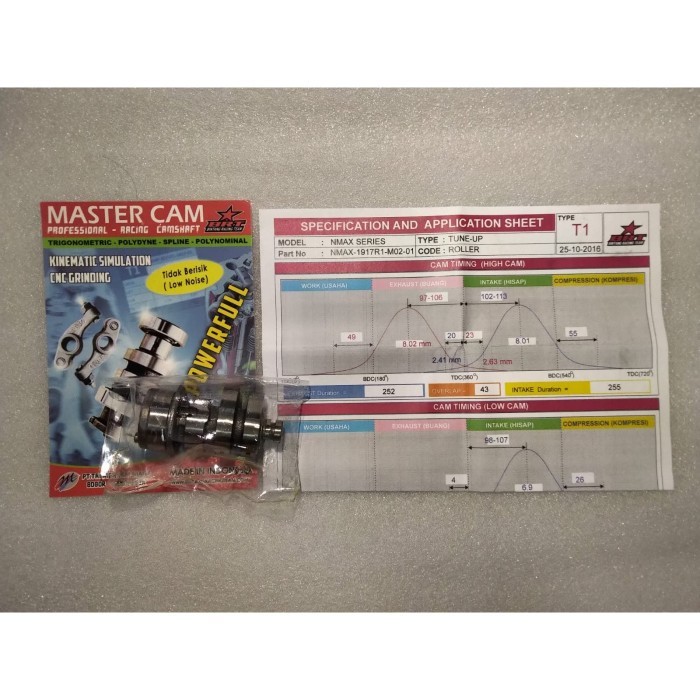 MASTER CAM
PROFESSIONAL - RACING CAMSHAFT
TRIGONOMETRIC - POLYDYNE - SPLINE - POLYNOMINAL
KINEMATIC SIMULATION
CNC GRINDING
Tidak Berisik
( Low Noise)
POWERFULL
MADE IN INDONESIA
SPECIFICATION AND APPLICATION SHEET
TYPE
T1
BRT
MODEL : NMAX SERIES TYPE : TUNE-UP
Part No : NMAX-1917R1-M02-01 CODE : ROLLER 25-10-2016
CAM TIMING (HIGH CAM)
WORK (USAHA) EXHAUST (BUANG) INTAKE (HISAP) COMPRESSION (KOMPRESI)
97-106 102-113
49 20 23 55
8.02 mm 8.01
2.41 mm 2.63 mm
BDC(180°) TDC(360°) BDC(540°) TDC(720°)
Duration = 252 OVERLAP = 43 INTAKE Duration = 255
CAM TIMING (LOW CAM)
WORK (USAHA) EXHAUST (BUANG) INTAKE (HISAP) COMPRESSION (KOMPRESI)
98-107
4 26
6.9